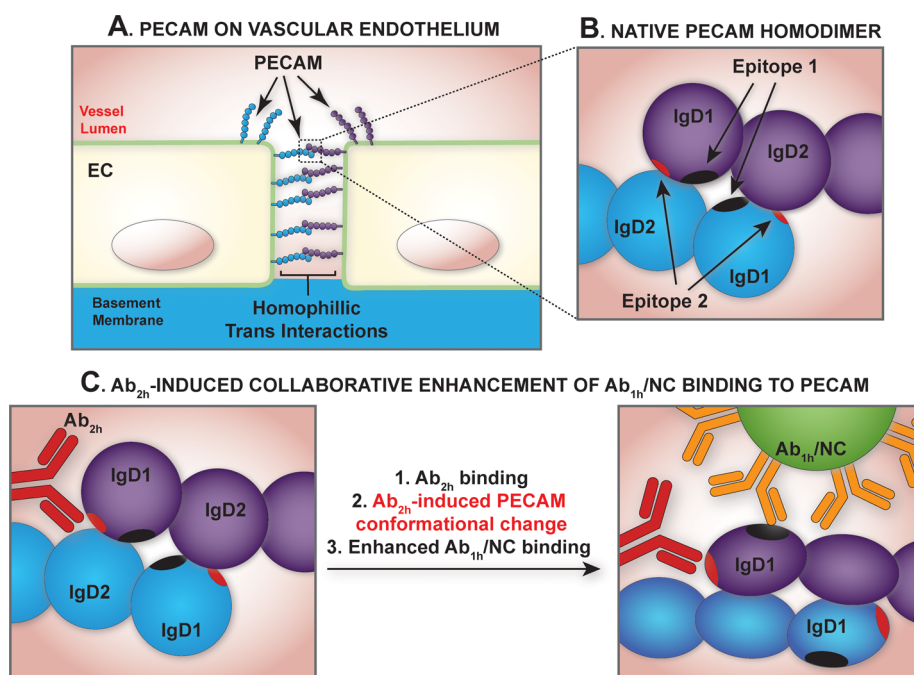 A. PECAM ON VASCULAR ENDOTHELIUM
PECAM
Vessel
Lumen
EC
Basement
Membrane
Homophillic
Trans Interactions
B. NATIVE PECAM HOMODIMER
Epitope 1
IgD1
IgD2
IgD2
IgD1
Epitope 2
C. Ab2h-INDUCED COLLABORATIVE ENHANCEMENT OF Ab1h/NC BINDING TO PECAM
Ab2h
IgD1
IgD2
IgD2
IgD1
1. Ab2h binding
2. Ab2h-induced PECAM
conformational change
3. Enhanced Ab1h/NC binding
Ab1h/NC
IgD1
IgD1